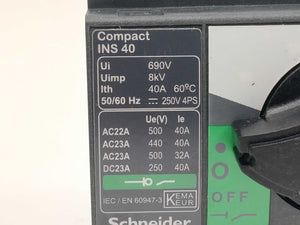 Compact
INS 40
Ui 690V
Uimp 8kV
Ith 40A 60°C
50/60 Hz 250V 4PS
Ue(V) Ie
AC22A 500 40A
AC23A 440 40A
AC23A 500 32A
DC23A 250 40A
IEC / EN 60947-3 KEMA
KEUR
Schneider
OFF